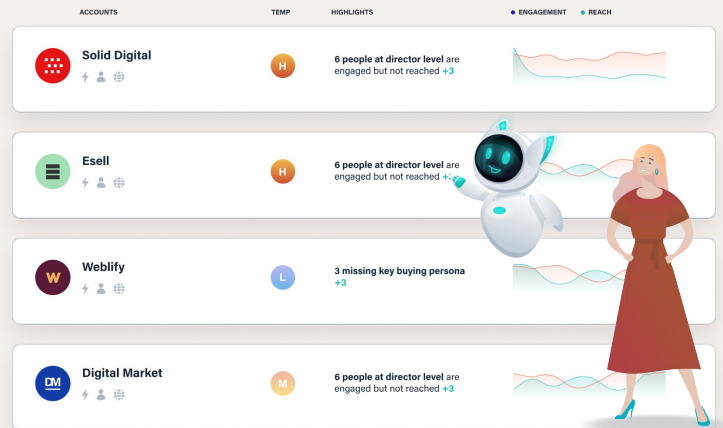 ACCOUNTS TEMP HIGHLIGHTS ENGAGEMENT REACH
Solid Digital
H
6 people at director level are
engaged but not reached +3
Esell
H
6 people at director level are
engaged but not reached
Weblify
W
L
3 missing key buying persona
+3
Digital Market
DM
M
6 people at director level are
engaged but not reached +3